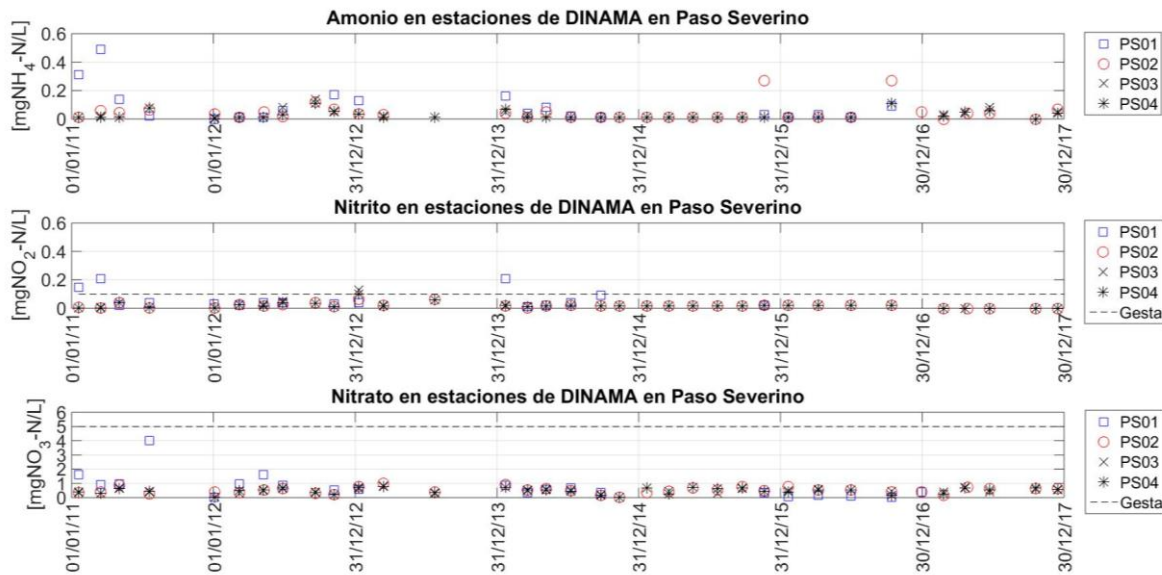 Amonio en estaciones de DINAMA en Paso Severino
[mgNH4-N/L]
0.6
0.4
0.2
0
01/01/11
01/01/12
31/12/12
31/12/13
31/12/14
31/12/15
30/12/16
30/12/17
PS01
PS02
PS03
PS04
Nitrito en estaciones de DINAMA en Paso Severino
[mgNO2-N/L]
0.6
0.4
0.2
0
01/01/11
01/01/12
31/12/12
31/12/13
31/12/14
31/12/15
30/12/16
30/12/17
PS01
PS02
PS03
PS04
Gesta
Nitrato en estaciones de DINAMA en Paso Severino
[mgNO3-N/L]
6
5
4
3
2
1
0
01/01/11
01/01/12
31/12/12
31/12/13
31/12/14
31/12/15
30/12/16
30/12/17
PS01
PS02
PS03
PS04
Gesta